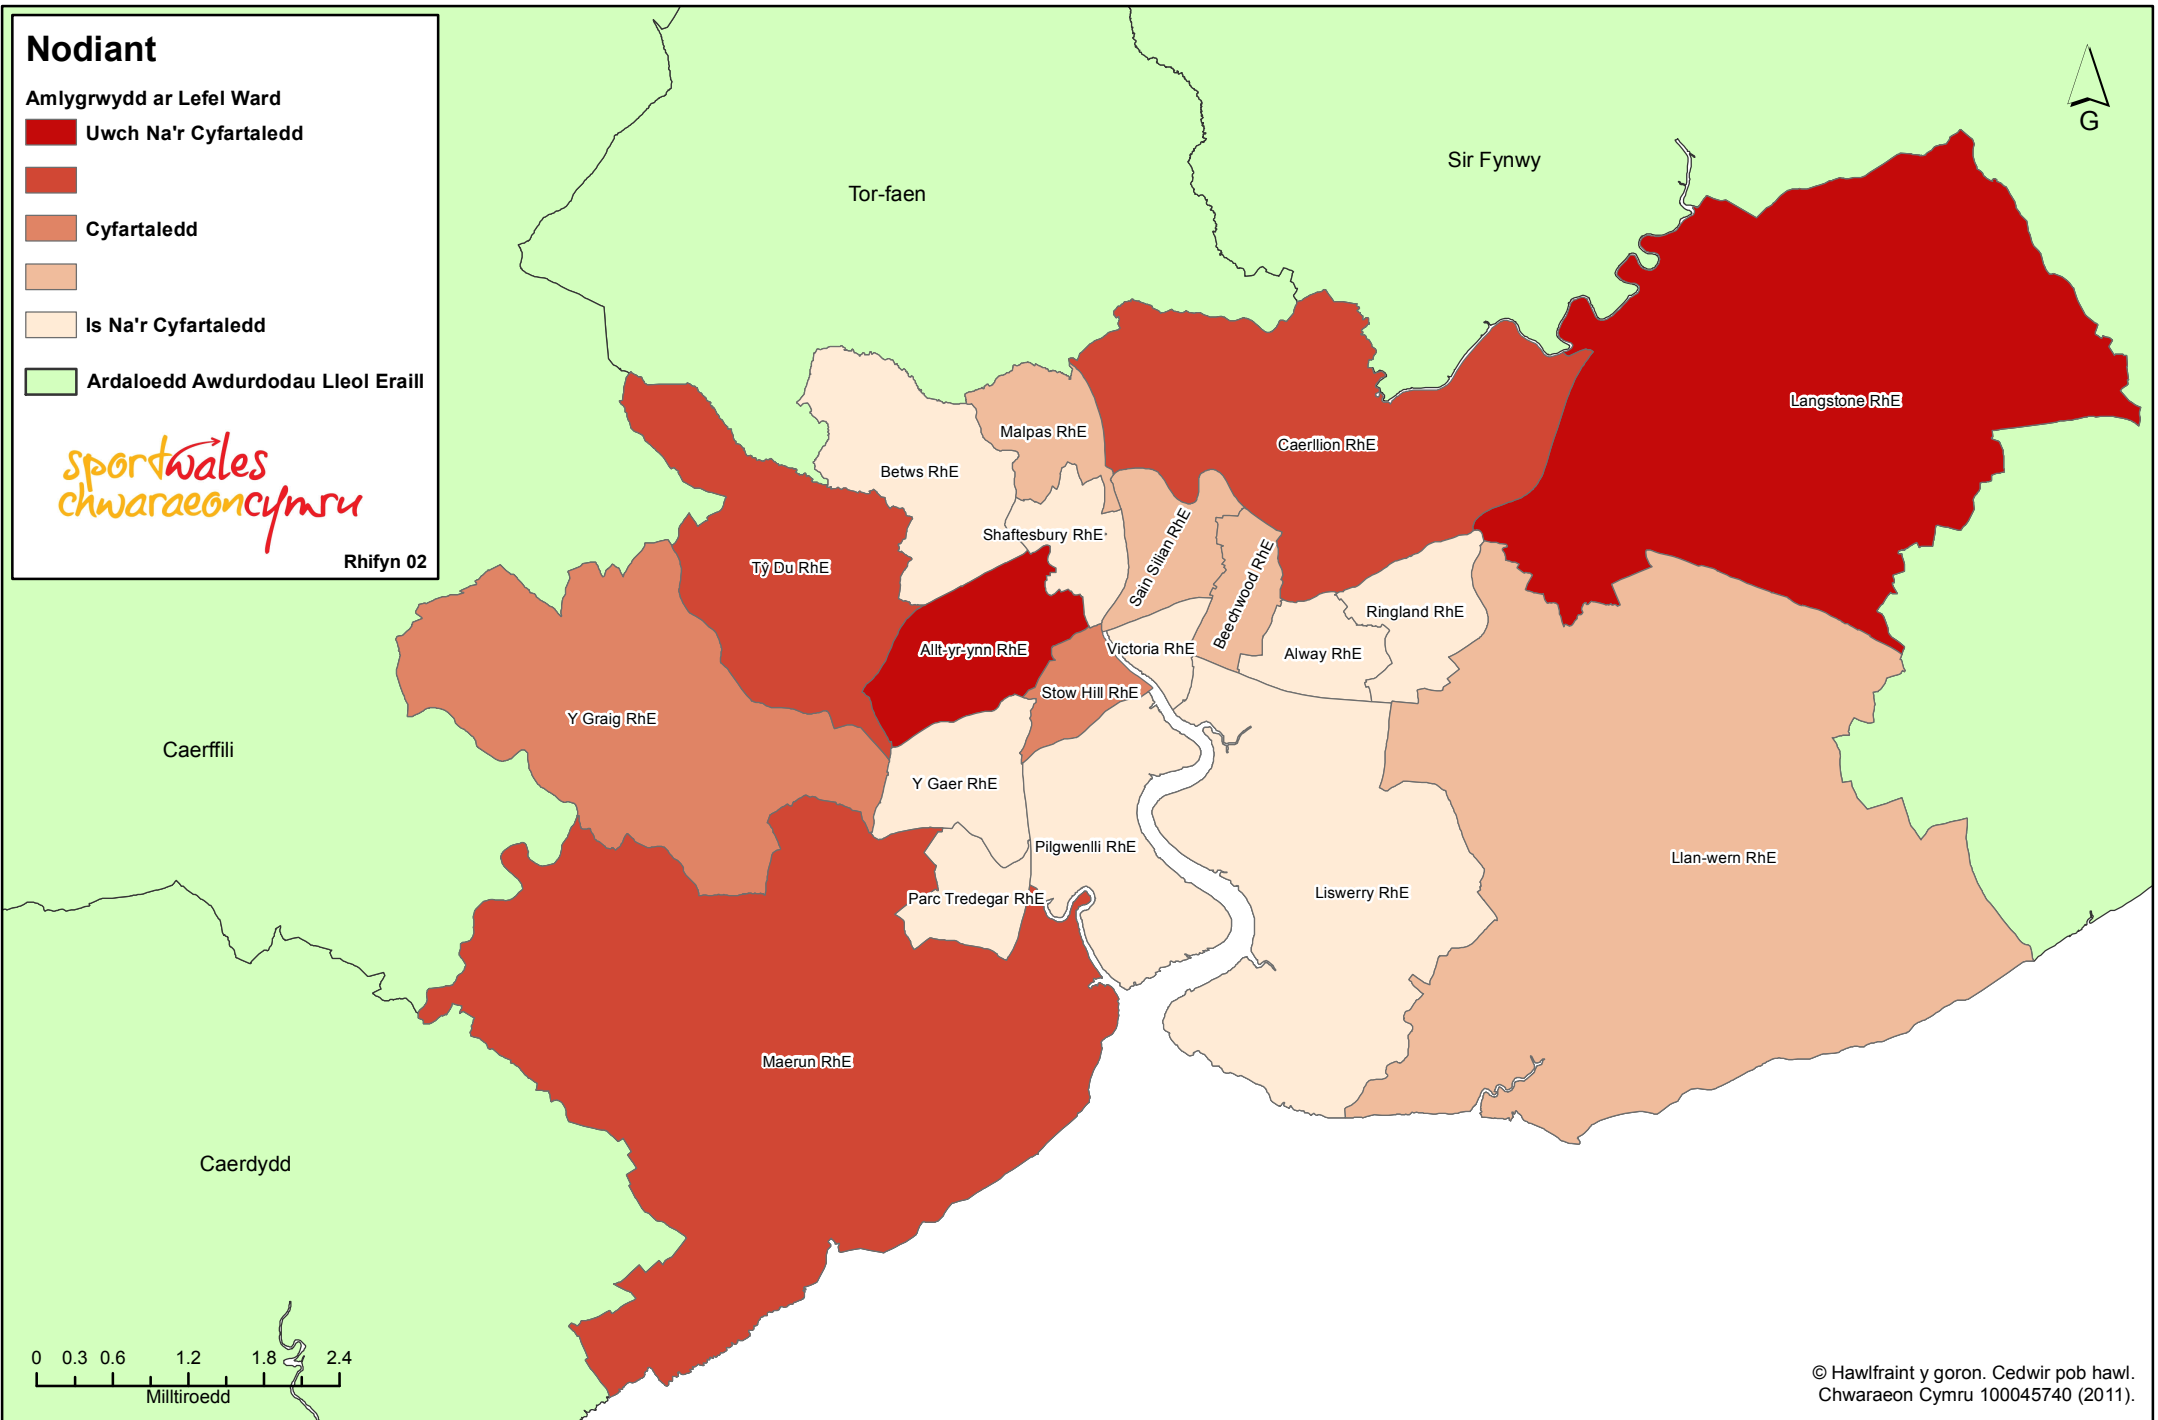 Nodiant
Amlygrwydd ar Lefel Ward
Uwch Na'r Cyfartaledd
Cyfartaledd
Is Na'r Cyfartaledd
Ardaloedd Awdurdodau Lleol Eraill
sportwales
chwaraeoncymru
Rhifyn 02
G
Sir Fynwy
Tor-faen
Langstone RhE
Malpas RhE
Caerllion RhE
Betws RhE
Shaftesbury RhE
Sain Silian RhE
Beechwood RhE
Tŷ Du RhE
Ringland RhE
Allt-yr-ynn RhE
Victoria RhE
Alway RhE
Stow Hill RhE
Y Graig RhE
Caerffili
Y Gaer RhE
Pilgwenlli RhE
Llan-wern RhE
Liswerry RhE
Parc Tredegar RhE
Maerun RhE
Caerdydd
0 0.3 0.6 1.2 1.8 2.4
Milltiroedd
© Hawlfraint y goron. Cedwir pob hawl.
Chwaraeon Cymru 100045740 (2011).